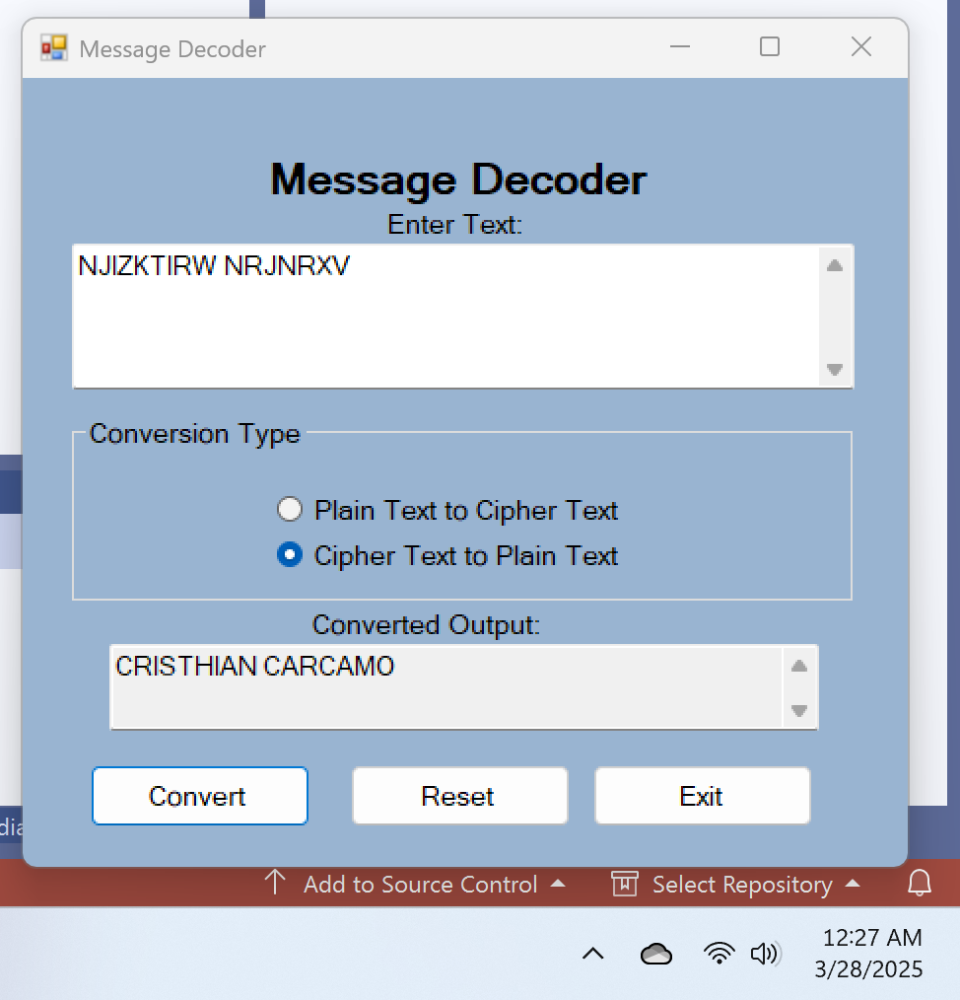 Message Decoder
Message Decoder
Enter Text:
NJIZKTIRW NRJNRXV
Conversion Type
Plain Text to Cipher Text
Cipher Text to Plain Text
Converted Output:
CRISTHIAN CARCAMO
Convert Reset Exit
dia
Add to Source Control Select Repository
12:27 AM
3/28/2025